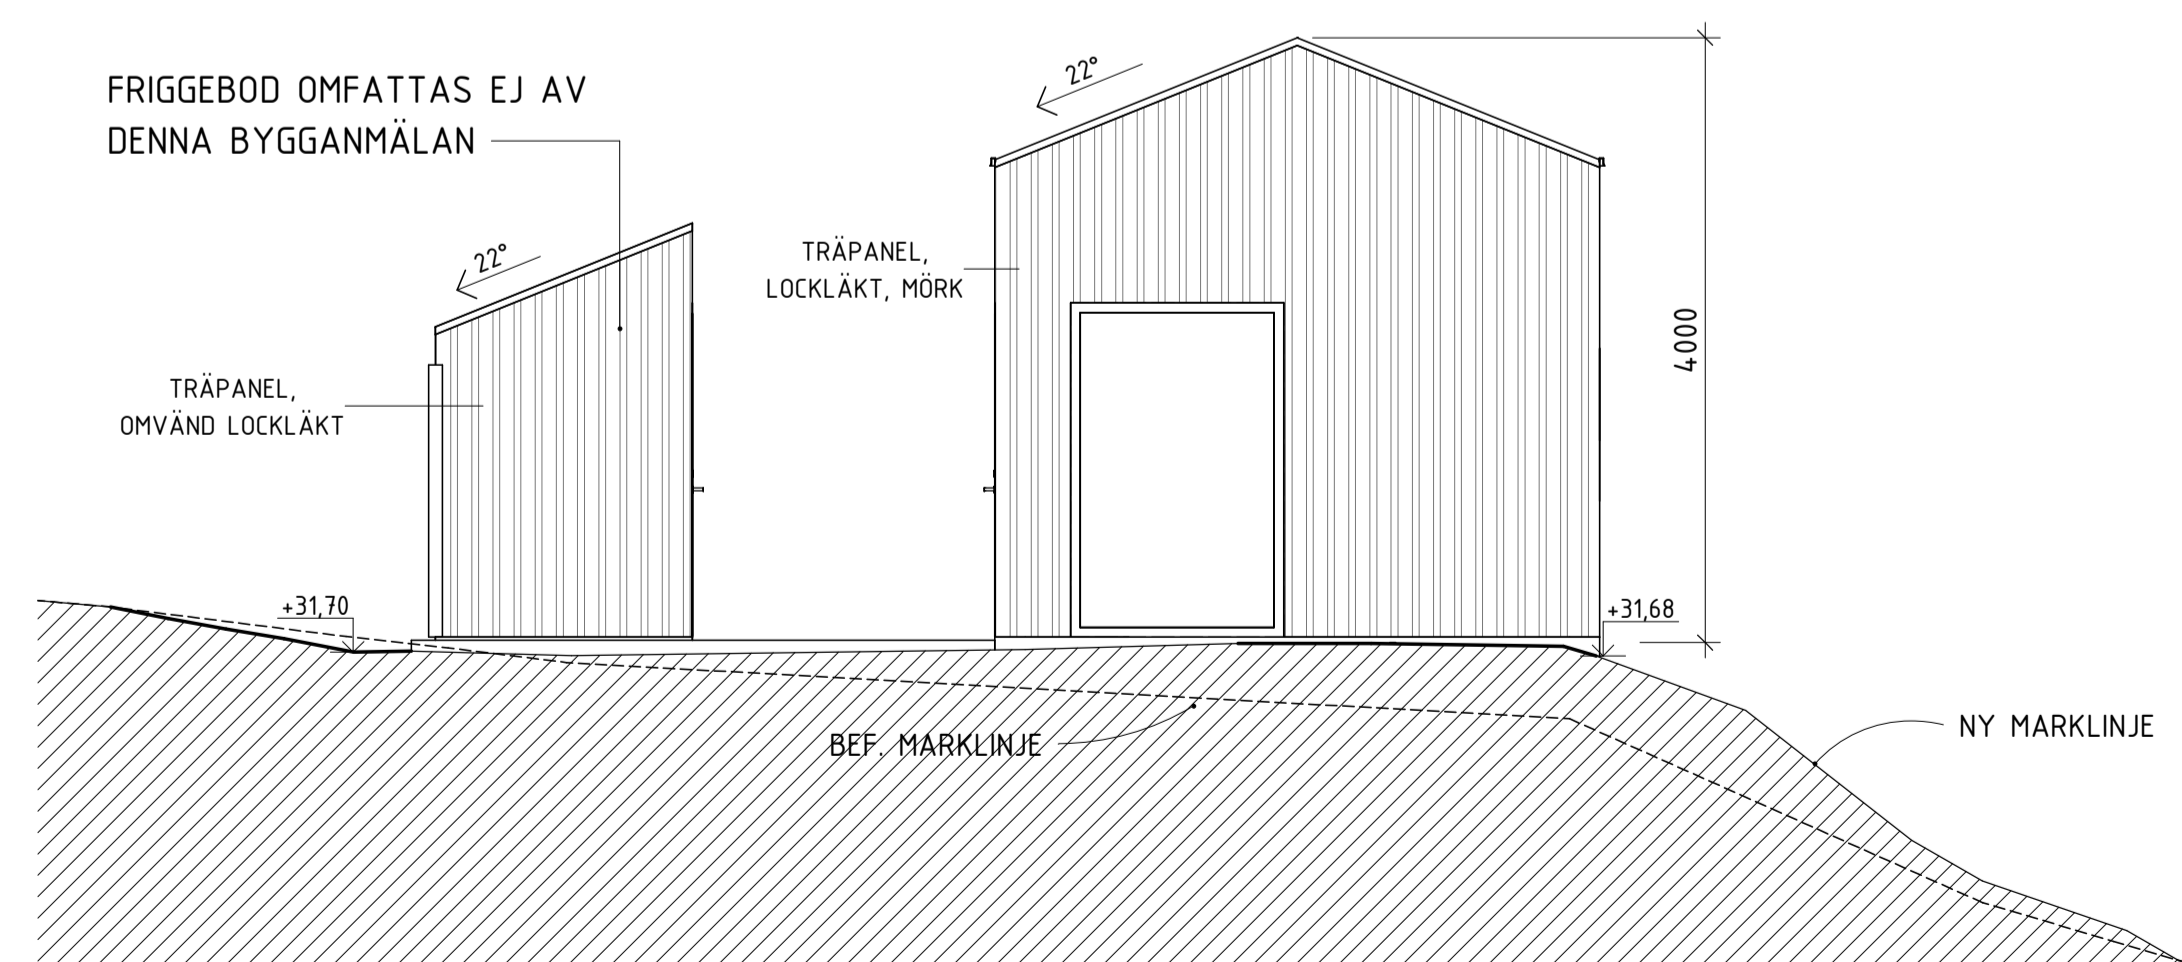 FRIGGEBOD OMFATTAS EJ AV
DENNA BYGGANMÄLAN
22°
22°
TRÄPANEL,
LOCKLÄKT, MÖRK
TRÄPANEL,
OMVÄND LOCKLÄKT
4000
+31,70
+31,68
BEF. MARKLINJE
NY MARKLINJE